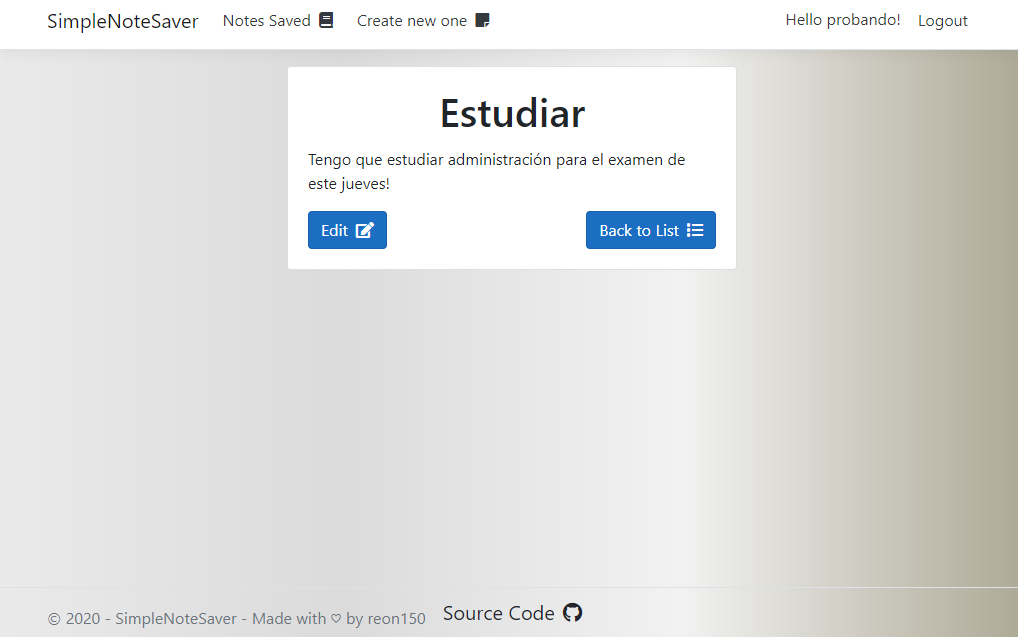 SimpleNoteSaver Notes Saved Create new one Hello probando! Logout
Estudiar
Tengo que estudiar administración para el examen de
este jueves!
Edit Back to List
© 2020 - SimpleNoteSaver - Made with ♡ by reon150 Source Code